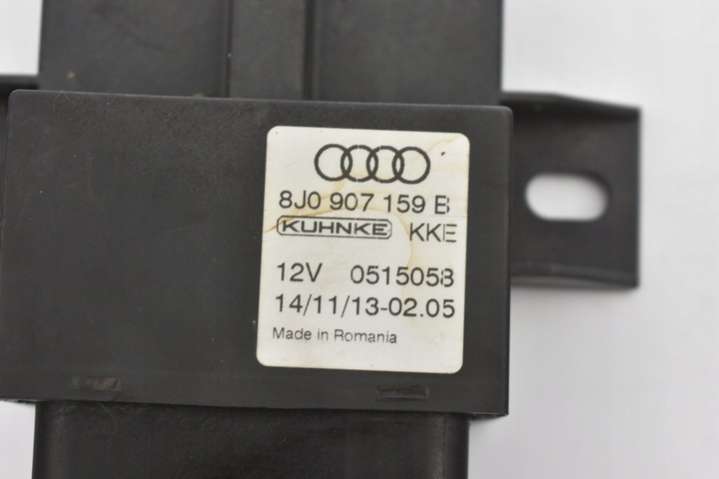 8J0 907 159 B
KUHNKE KKE
12V 0515058
14/11/13-02.05
Made in Romania